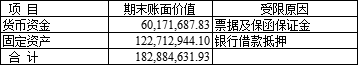 项 目 期末账面价值 受限原因
货币资金 60,171,687.83 票据及保函保证金
固定资产 122,712,944.10 银行借款抵押
合 计 182,884,631.93